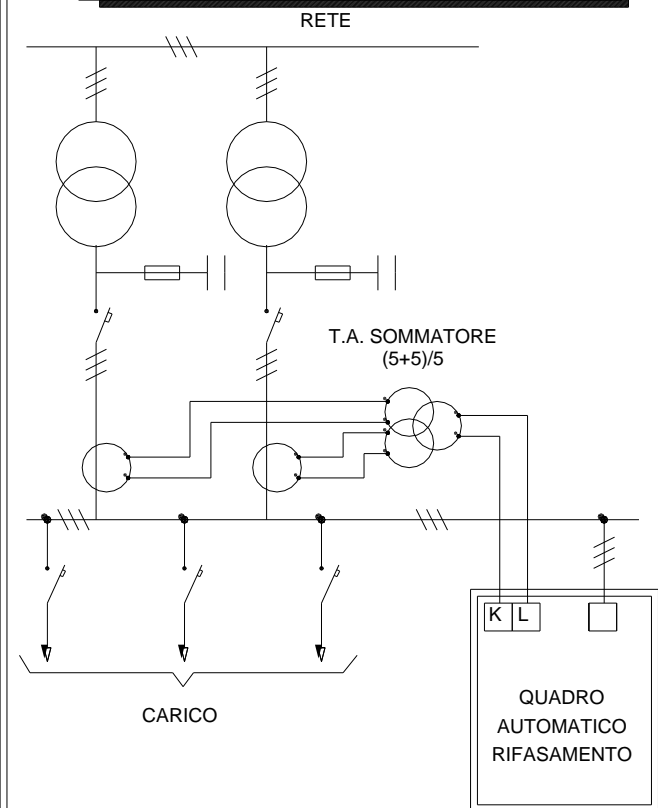 RETE
T.A. SOMMATORE
(5+5)/5
K L
QUADRO
AUTOMATICO
RIFASAMENTO
CARICO